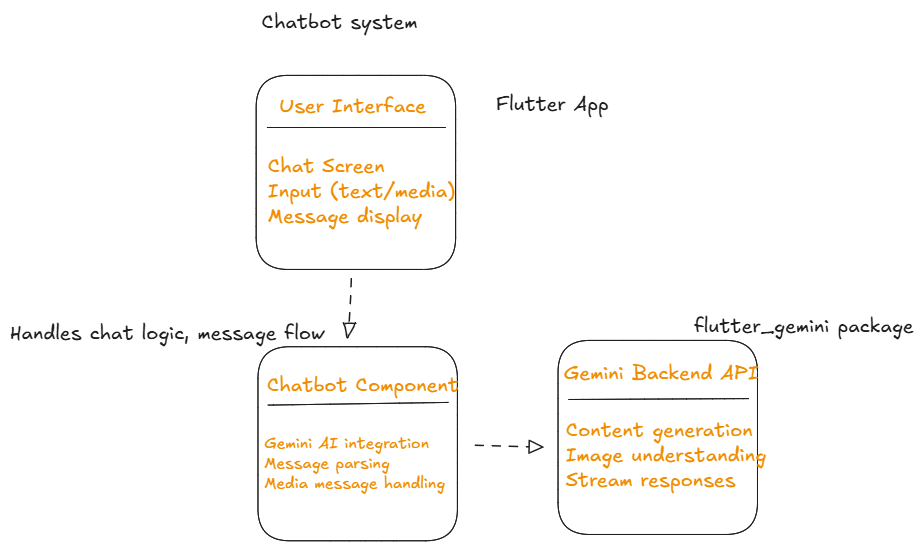 Chatbot system
User Interface
Flutter App
Chat Screen
Input (text/media)
Message display
Handles chat logic, message flow
flutter_gemini package
Chatbot Component
Gemini AI integration
Message parsing
Media message handling
Gemini Backend API
Content generation
Image understanding
Stream responses